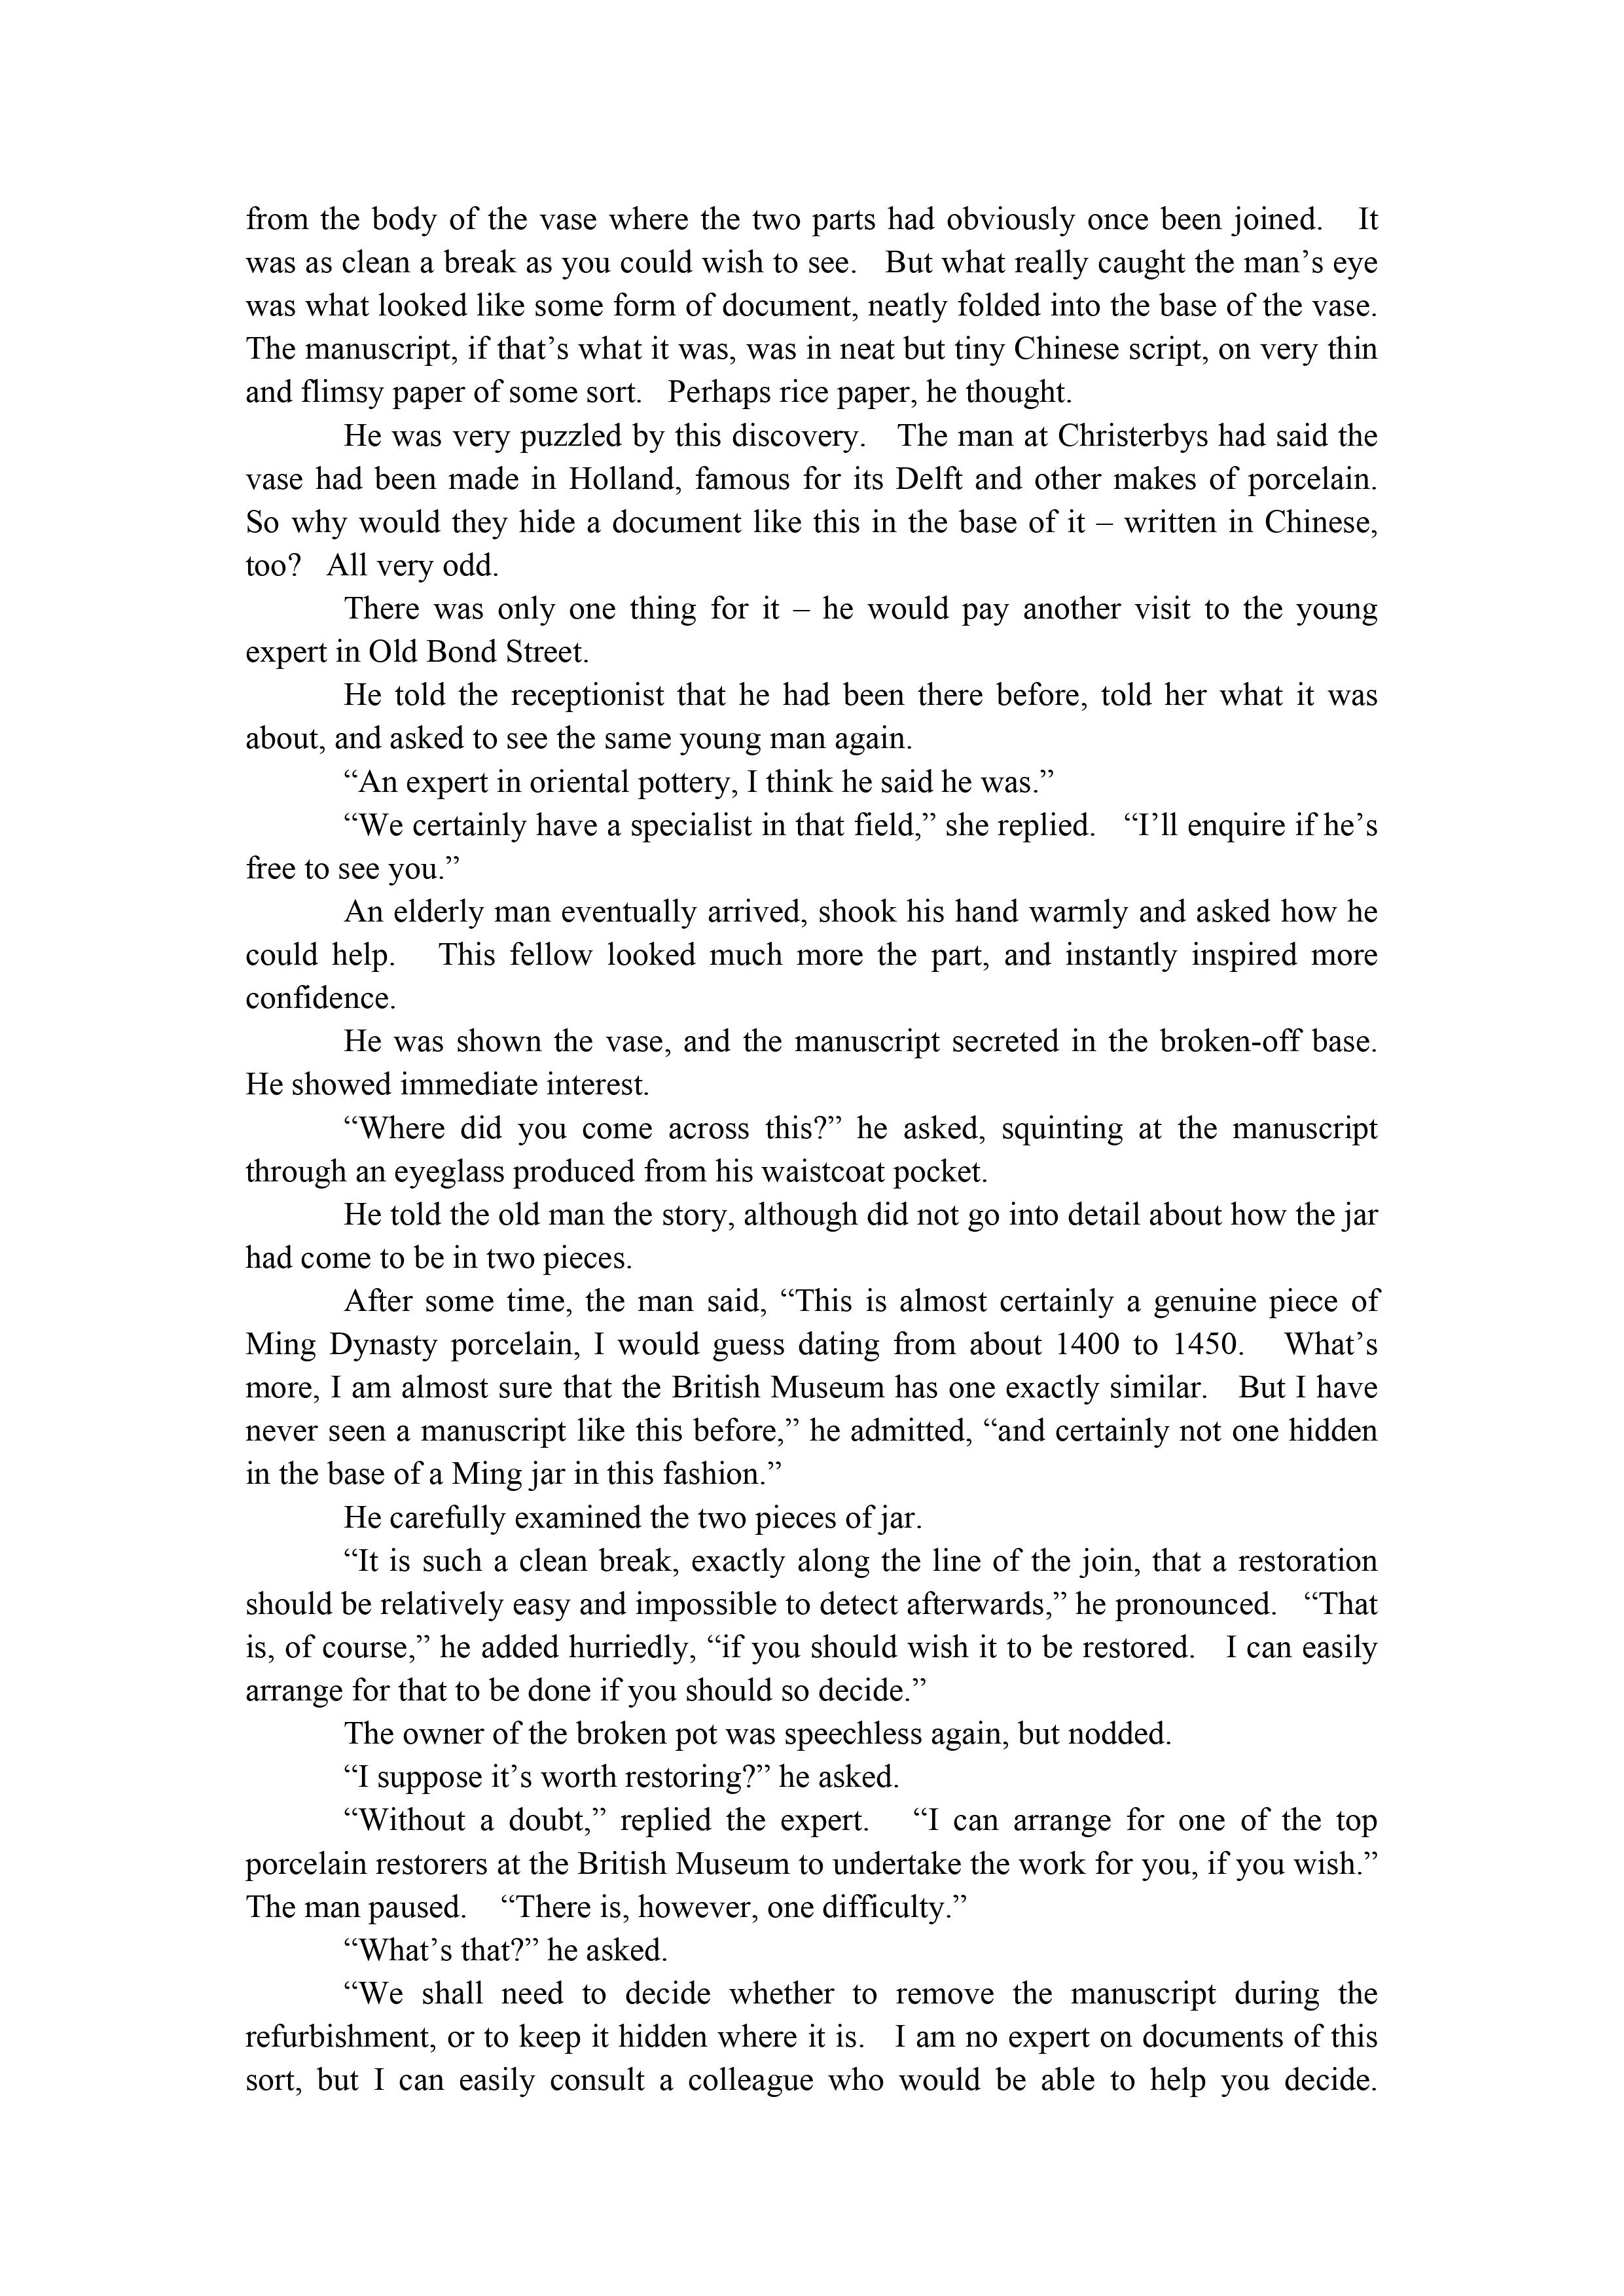 from the body of the vase where the two parts had obviously once been joined.   It
was as clean a break as you could wish to see.   But what really caught the man’s eye
was what looked like some form of document, neatly folded into the base of the vase.
The manuscript, if that’s what it was, was in neat but tiny Chinese script, on very thin
and flimsy paper of some sort.   Perhaps rice paper, he thought.
He was very puzzled by this discovery.   The man at Christerbys had said the
vase had been made in Holland, famous for its Delft and other makes of porcelain.
So why would they hide a document like this in the base of it – written in Chinese,
too?   All very odd.
There was only one thing for it – he would pay another visit to the young
expert in Old Bond Street.
He told the receptionist that he had been there before, told her what it was
about, and asked to see the same young man again.
“An expert in oriental pottery, I think he said he was.”
“We certainly have a specialist in that field,” she replied.   “I’ll enquire if he’s
free to see you.”
An elderly man eventually arrived, shook his hand warmly and asked how he
could help.   This fellow looked much more the part, and instantly inspired more
confidence.
He was shown the vase, and the manuscript secreted in the broken-off base.
He showed immediate interest.
“Where did you come across this?” he asked, squinting at the manuscript
through an eyeglass produced from his waistcoat pocket.
He told the old man the story, although did not go into detail about how the jar
had come to be in two pieces.
After some time, the man said, “This is almost certainly a genuine piece of
Ming Dynasty porcelain, I would guess dating from about 1400 to 1450.   What’s
more, I am almost sure that the British Museum has one exactly similar.   But I have
never seen a manuscript like this before,” he admitted, “and certainly not one hidden
in the base of a Ming jar in this fashion.”
He carefully examined the two pieces of jar.
“It is such a clean break, exactly along the line of the join, that a restoration
should be relatively easy and impossible to detect afterwards,” he pronounced.   “That
is, of course,” he added hurriedly, “if you should wish it to be restored.   I can easily
arrange for that to be done if you should so decide.”
The owner of the broken pot was speechless again, but nodded.
“I suppose it’s worth restoring?” he asked.
“Without a doubt,” replied the expert.   “I can arrange for one of the top
porcelain restorers at the British Museum to undertake the work for you, if you wish.”
The man paused.   “There is, however, one difficulty.”
“What’s that?” he asked.
“We shall need to decide whether to remove the manuscript during the
refurbishment, or to keep it hidden where it is.   I am no expert on documents of this
sort, but I can easily consult a colleague who would be able to help you decide.